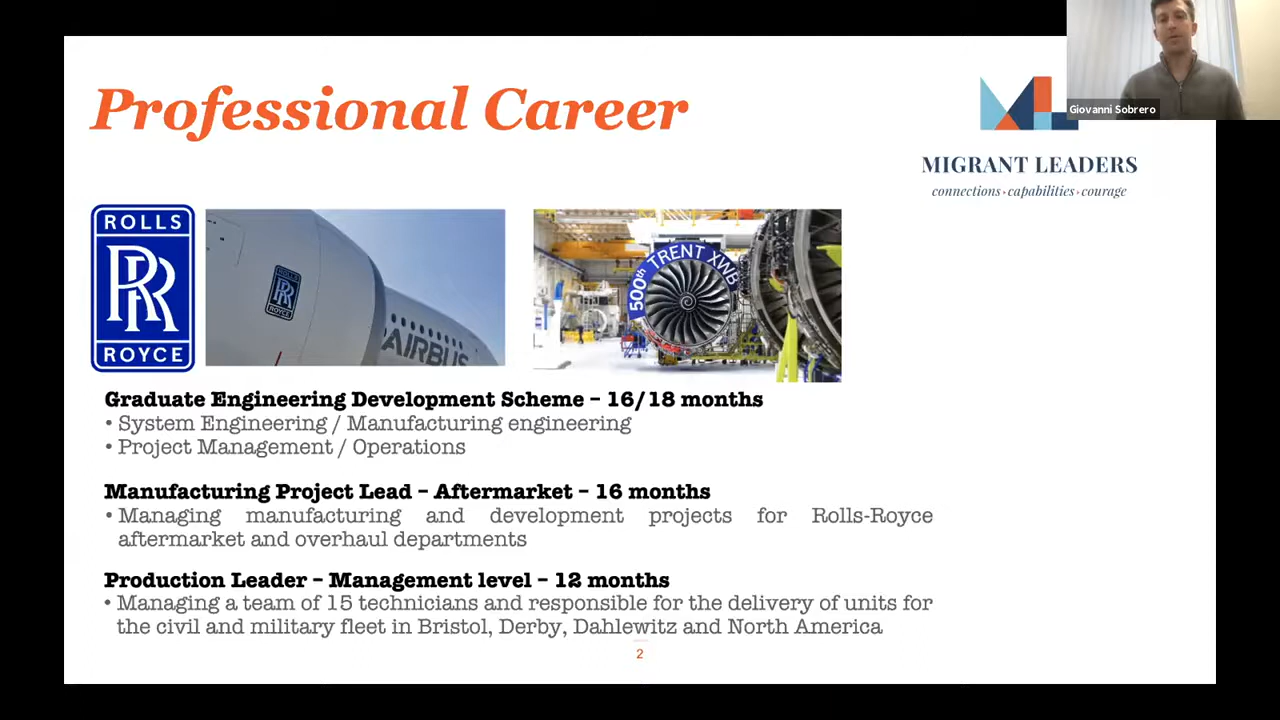 Professional Career
Giovanni Sobrero
MIGRANT LEADERS
connections › capabilities › courage
ROLLS
RR
ROYCE
ROLLS
RR
ROYCE
AIRBUS
500th TRENT XWB
Graduate Engineering Development Scheme – 16/18 months
• System Engineering / Manufacturing engineering
• Project Management / Operations
Manufacturing Project Lead – Aftermarket – 16 months
• Managing manufacturing and development projects for Rolls-Royce
aftermarket and overhaul departments
Production Leader – Management level – 12 months
• Managing a team of 15 technicians and responsible for the delivery of units for
the civil and military fleet in Bristol, Derby, Dahlewitz and North America
2